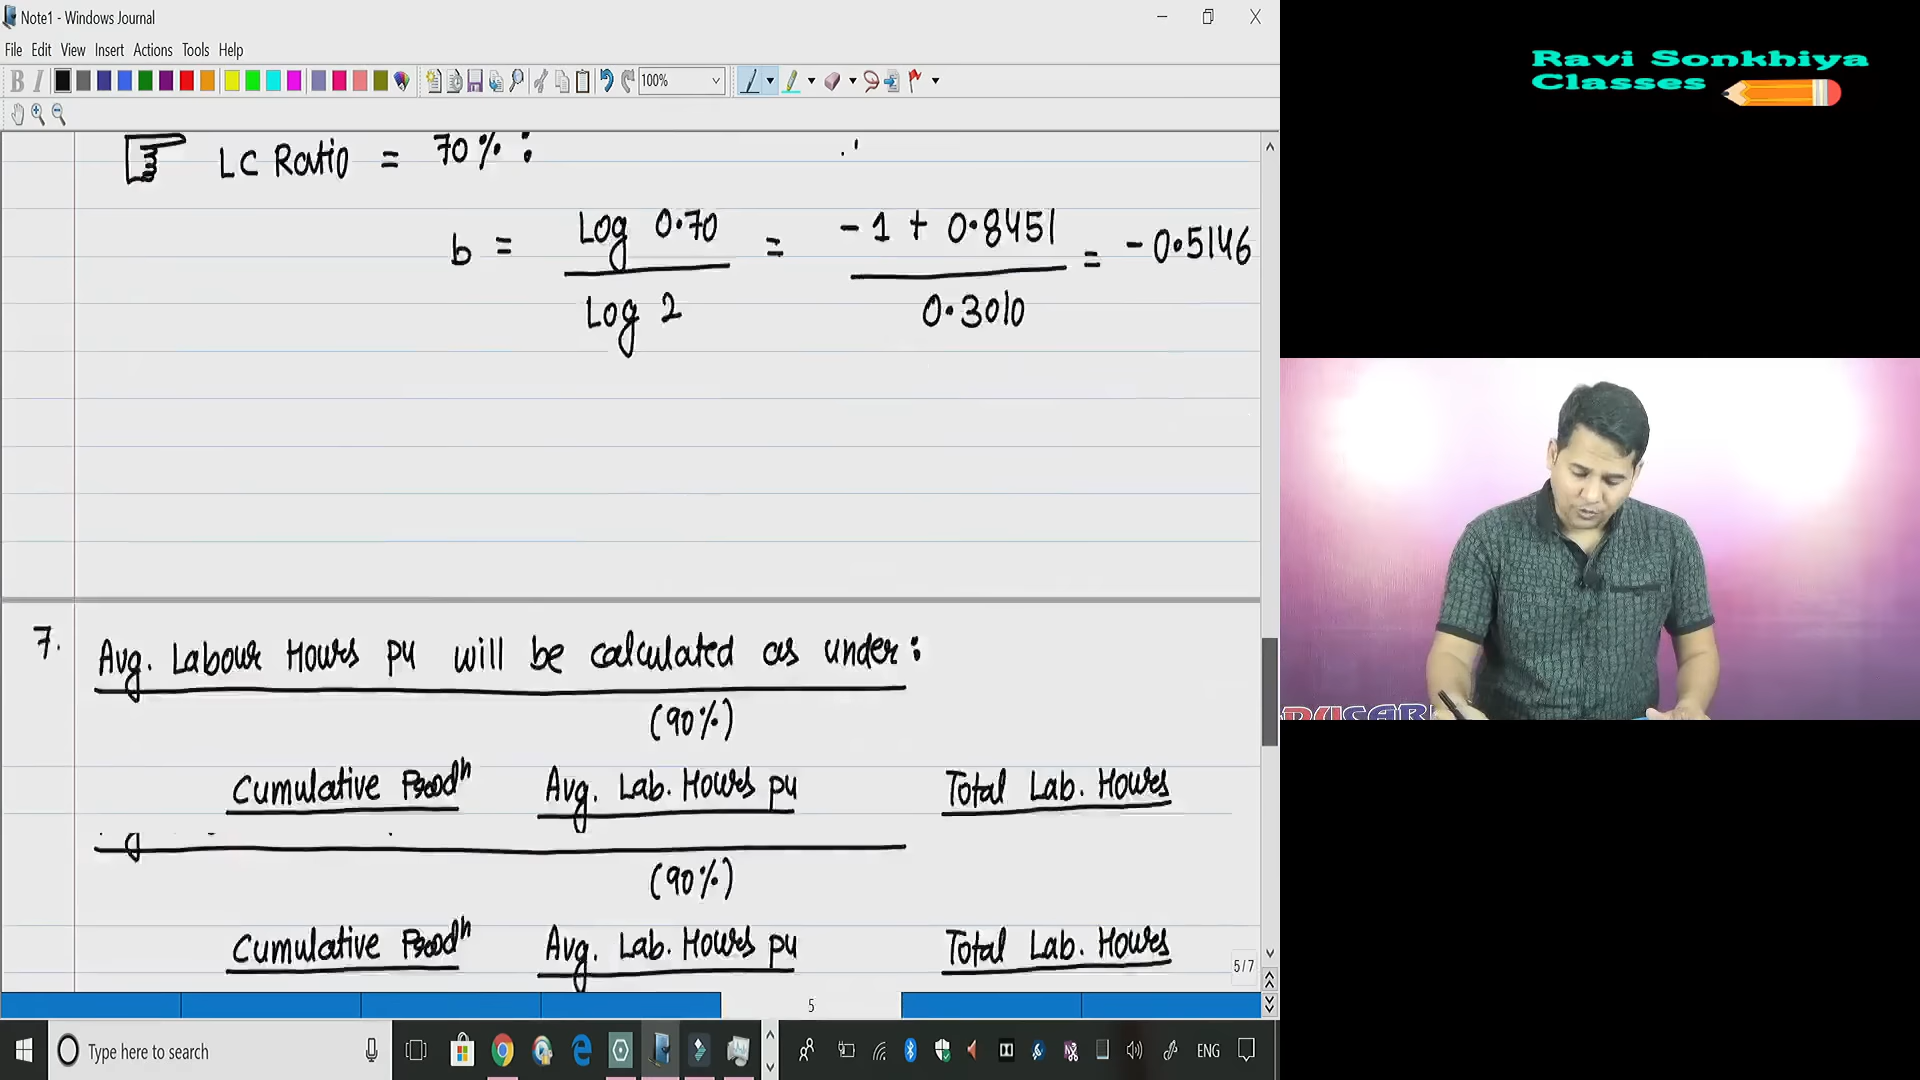 Note1 - Windows Journal
File Edit View Insert Actions Tools Help
B I 100%
LC Ratio = 70% :
b = Log 0.70 / Log 2 = -1 + 0.8451 / 0.3010 = -0.5146
7. Avg. Labour Hours pu will be calculated as under :
(90%)
Cumulative Prodn Avg. Lab. Hours pu Total Lab. Hours
(90%)
Cumulative Prodn Avg. Lab. Hours pu Total Lab. Hours
5/7
5
Type here to search
ENG
Ravi Sonkhiya
Classes